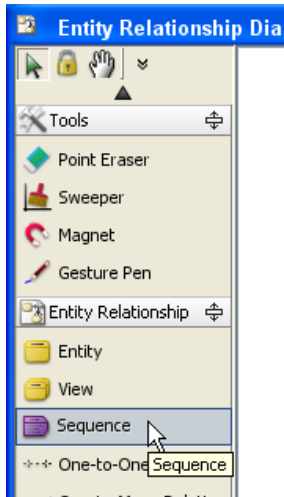 Entity Relationship Dia
Tools
Point Eraser
Sweeper
Magnet
Gesture Pen
Entity Relationship
Entity
View
Sequence
One-to-One
Sequence